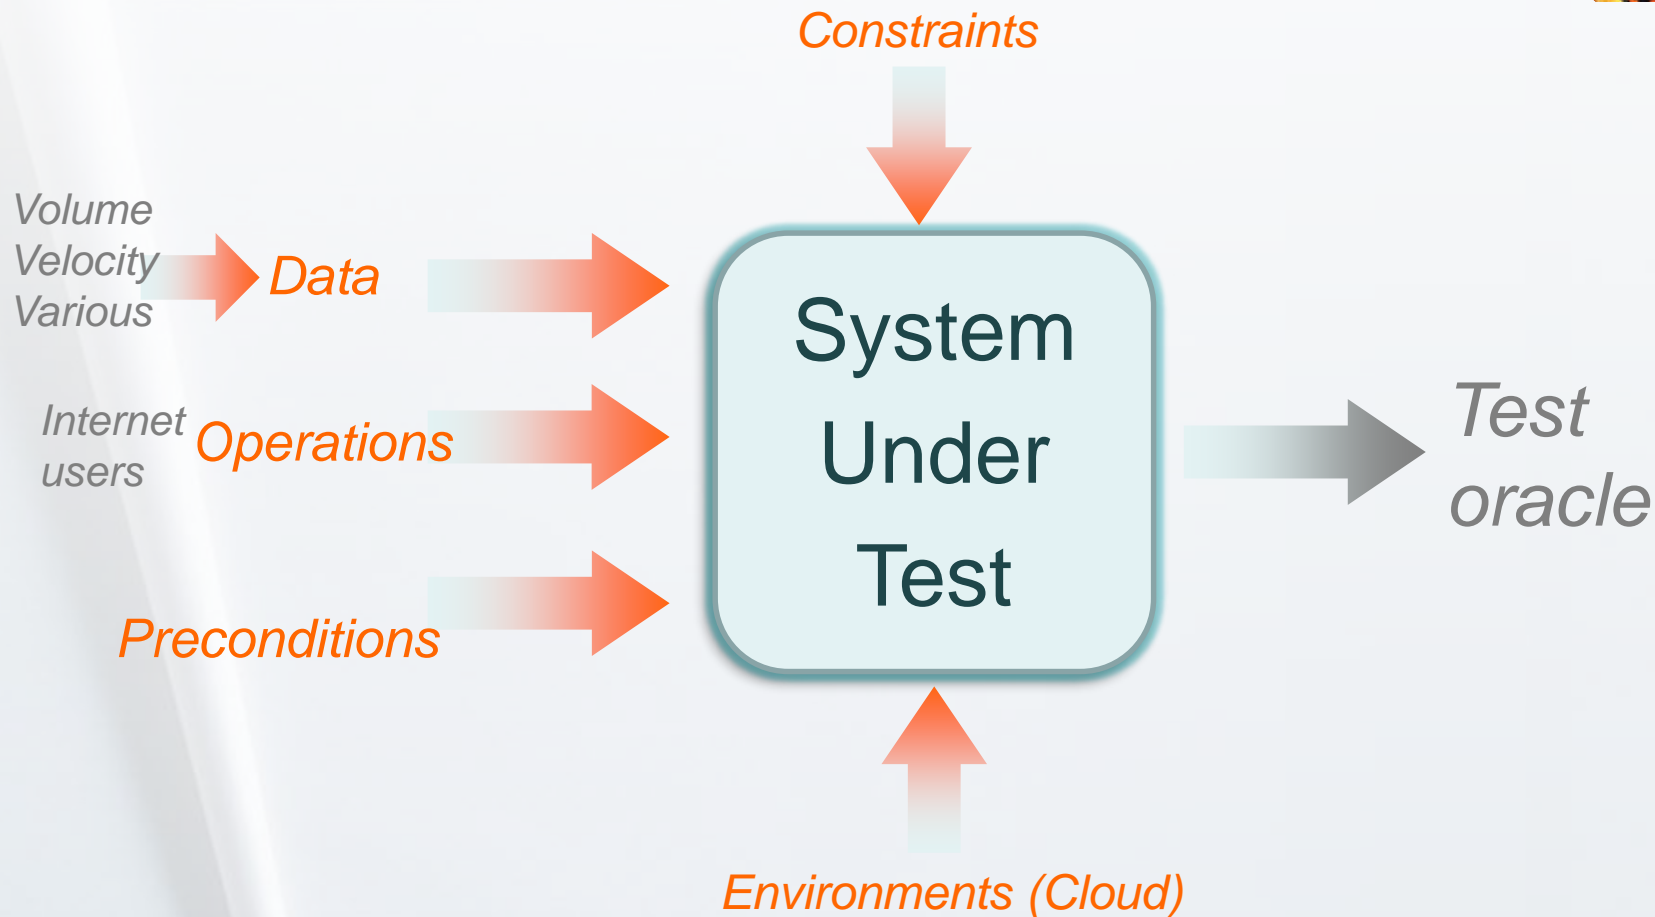 Constraints
Volume
Velocity
Various
Data
Internet
users
Operations
Preconditions
System
Under
Test
Test
oracle
Environments (Cloud)